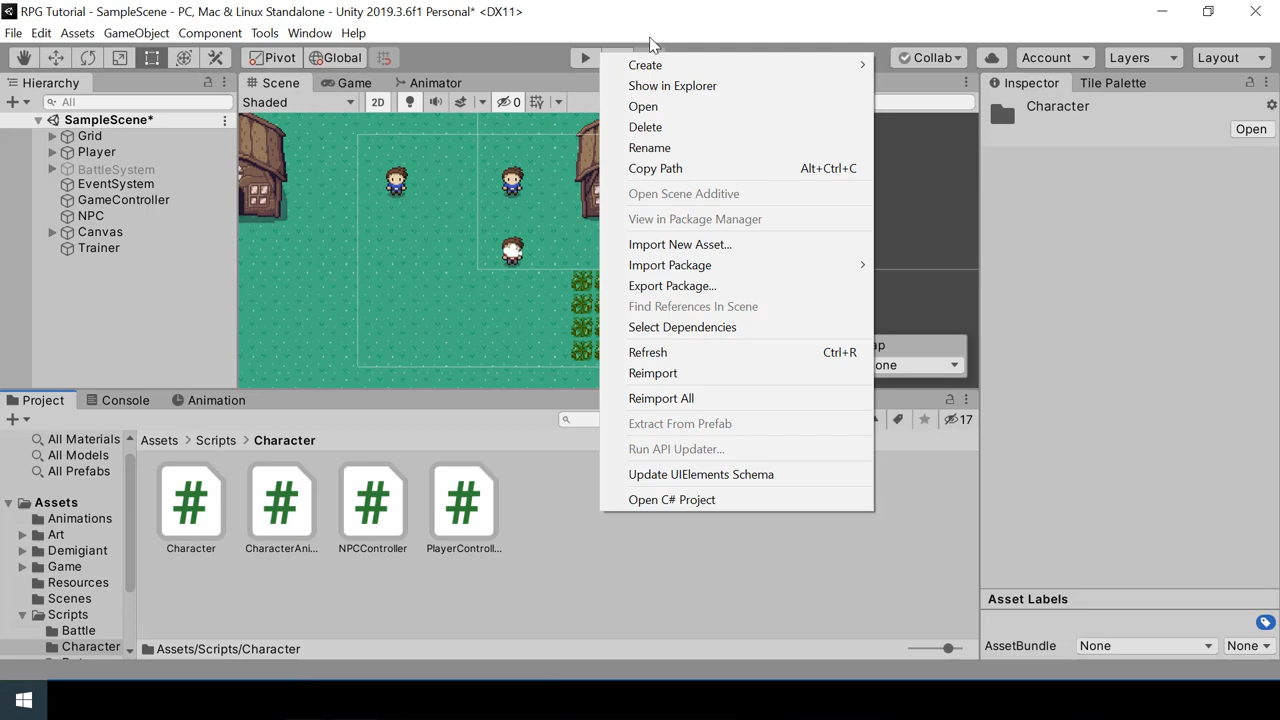 RPG Tutorial - SampleScene - PC, Mac & Linux Standalone - Unity 2019.3.6f1 Personal* <DX11>
File Edit Assets GameObject Component Tools Window Help
Pivot Global Collab Account Layers Layout
Hierarchy
All
SampleScene*
Grid
Player
BattleSystem
EventSystem
GameController
NPC
Canvas
Trainer
Scene Game Animator
Shaded 2D 0
Create
Show in Explorer
Open
Delete
Rename
Copy Path Alt+Ctrl+C
Open Scene Additive
View in Package Manager
Import New Asset...
Import Package
Export Package...
Find References In Scene
Select Dependencies
Refresh Ctrl+R
Reimport
Reimport All
Extract From Prefab
Run API Updater...
Update UIElements Schema
Open C# Project
Inspector Tile Palette
Character
Open
Project Console Animation
17
All Materials
All Models
All Prefabs
Assets
Animations
Art
Demigiant
Game
Resources
Scenes
Scripts
Battle
Character
Assets > Scripts > Character
# # # #
Character CharacterAni... NPCController PlayerControll...
Assets/Scripts/Character
Asset Labels
AssetBundle None None